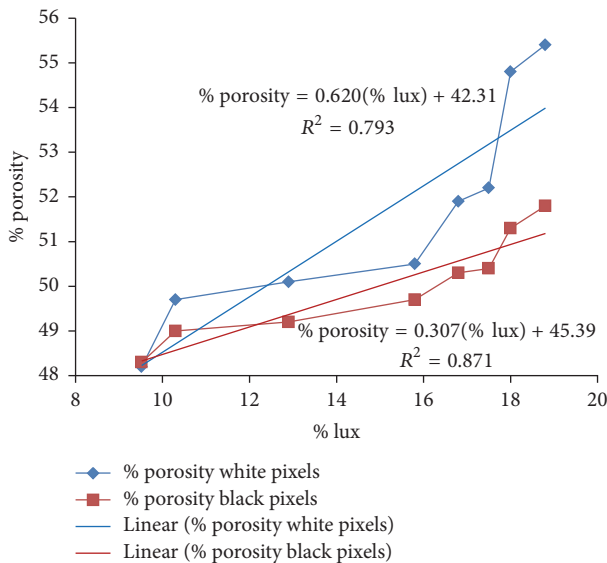 56
55
54
53
52
51
50
49
48
% porosity
% porosity = 0.620(% lux) + 42.31
R² = 0.793
% porosity = 0.307(% lux) + 45.39
R² = 0.871
8 10 12 14 16 18 20
% lux
% porosity white pixels
% porosity black pixels
Linear (% porosity white pixels)
Linear (% porosity black pixels)